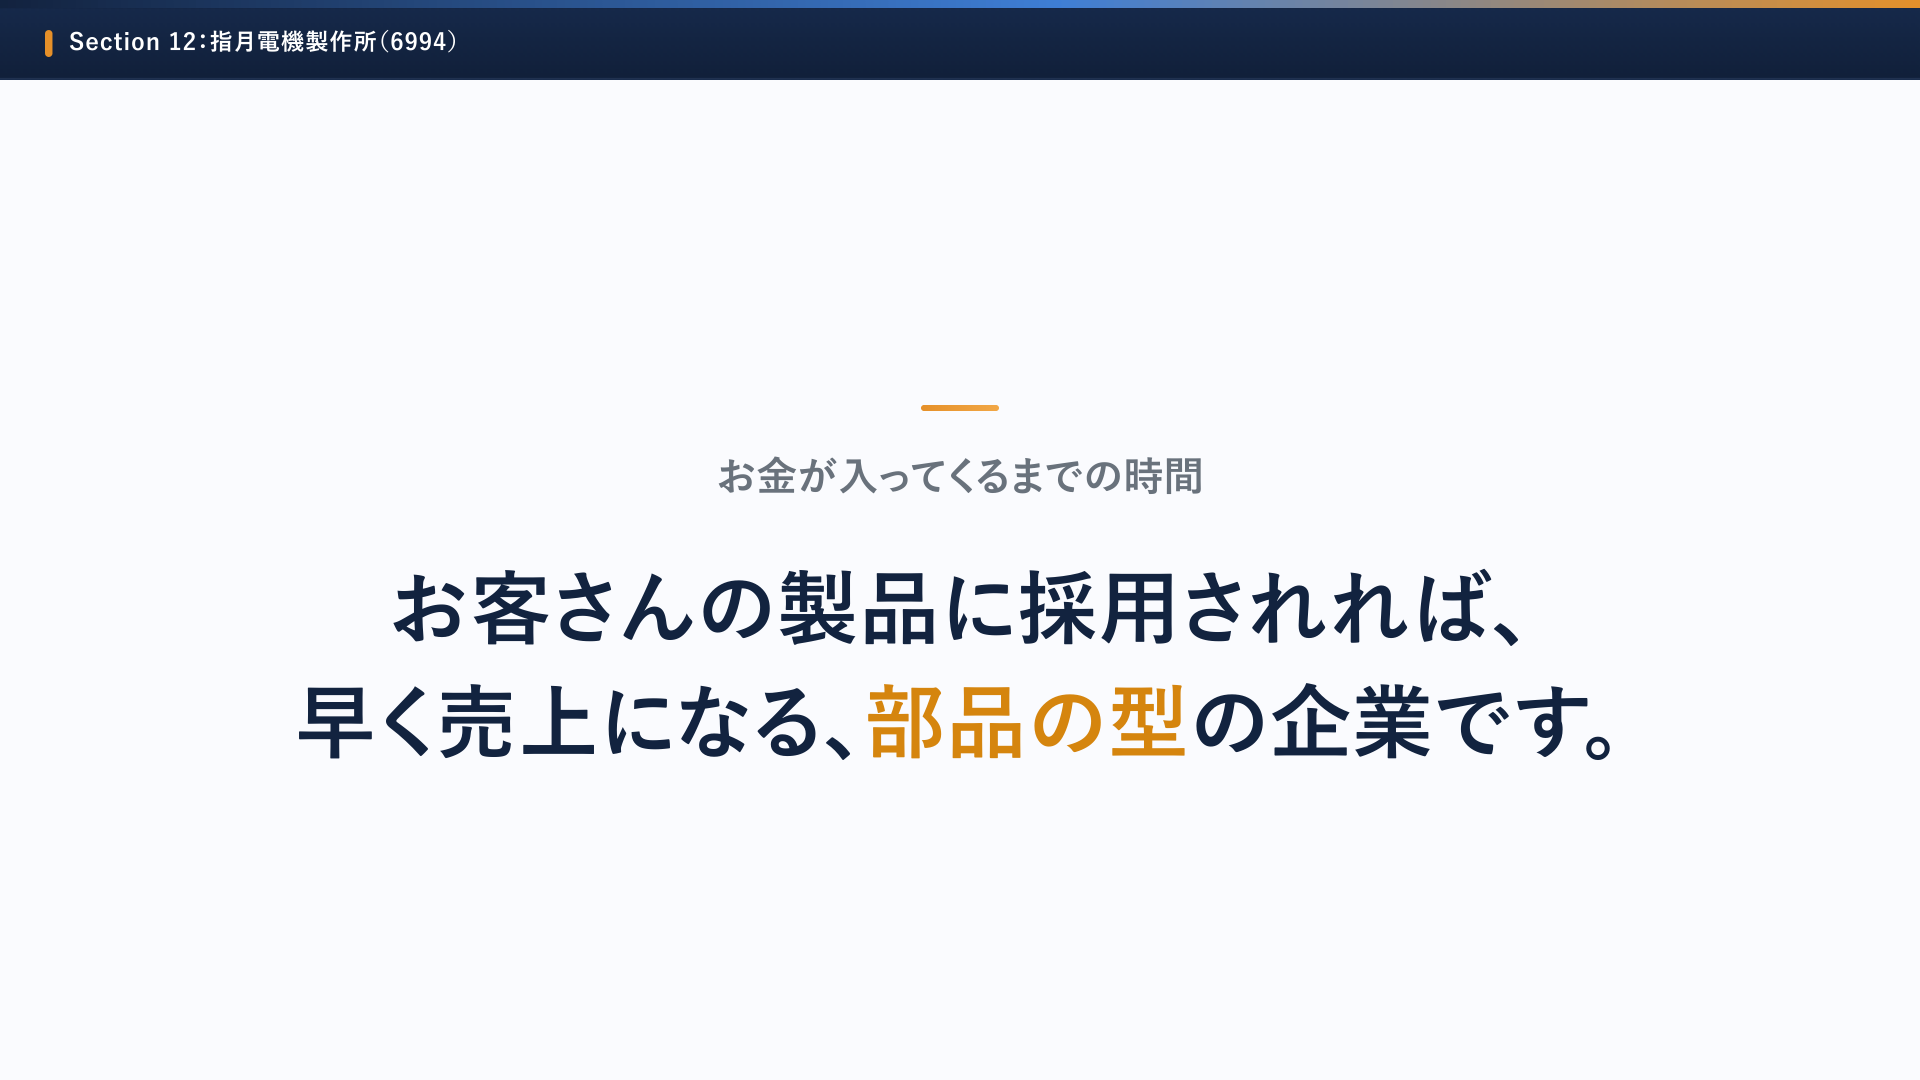 Section 12：指月電機製作所（6994）
お金が入ってくるまでの時間
お客さんの製品に採用されれば、
早く売上になる、部品の型の企業です。